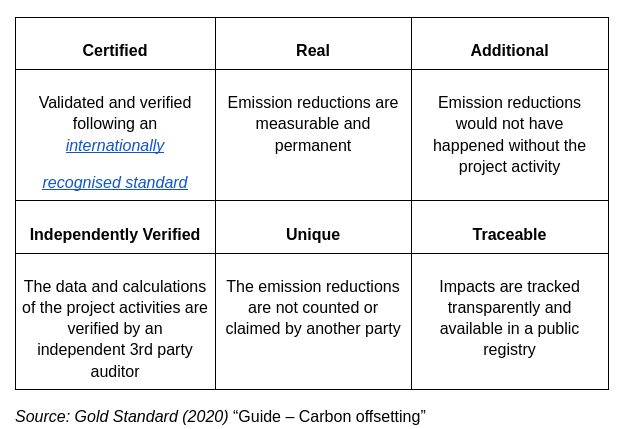 Certified
Real
Additional
Validated and verified
following an
internationally
recognised standard
Emission reductions are
measurable and
permanent
Emission reductions
would not have
happened without the
project activity
Independently Verified
Unique
Traceable
The data and calculations
of the project activities are
verified by an
independent 3rd party
auditor
The emission reductions
are not counted or
claimed by another party
Impacts are tracked
transparently and
available in a public
registry
Source: Gold Standard (2020) “Guide – Carbon offsetting”